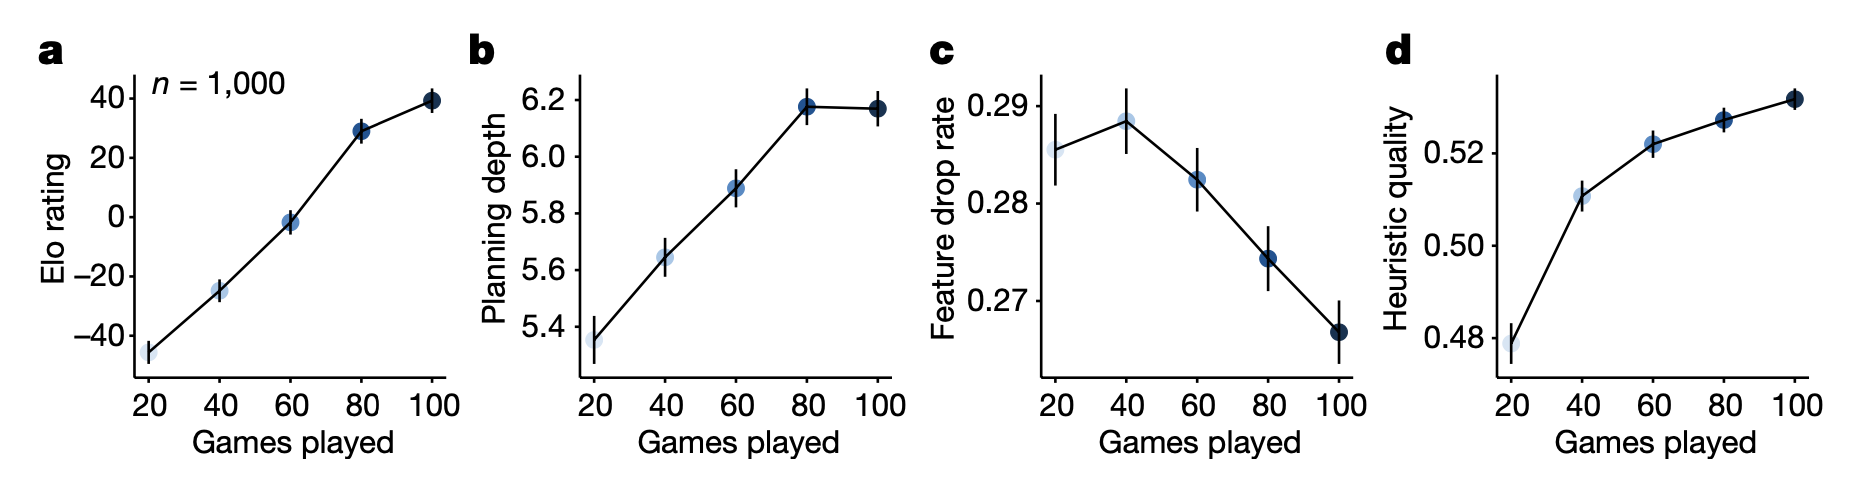 a
n = 1,000
Elo rating
40
20
0
−20
−40
20 40 60 80 100
Games played
b
Planning depth
6.2
6.0
5.8
5.6
5.4
20 40 60 80 100
Games played
c
Feature drop rate
0.29
0.28
0.27
20 40 60 80 100
Games played
d
Heuristic quality
0.52
0.50
0.48
20 40 60 80 100
Games played